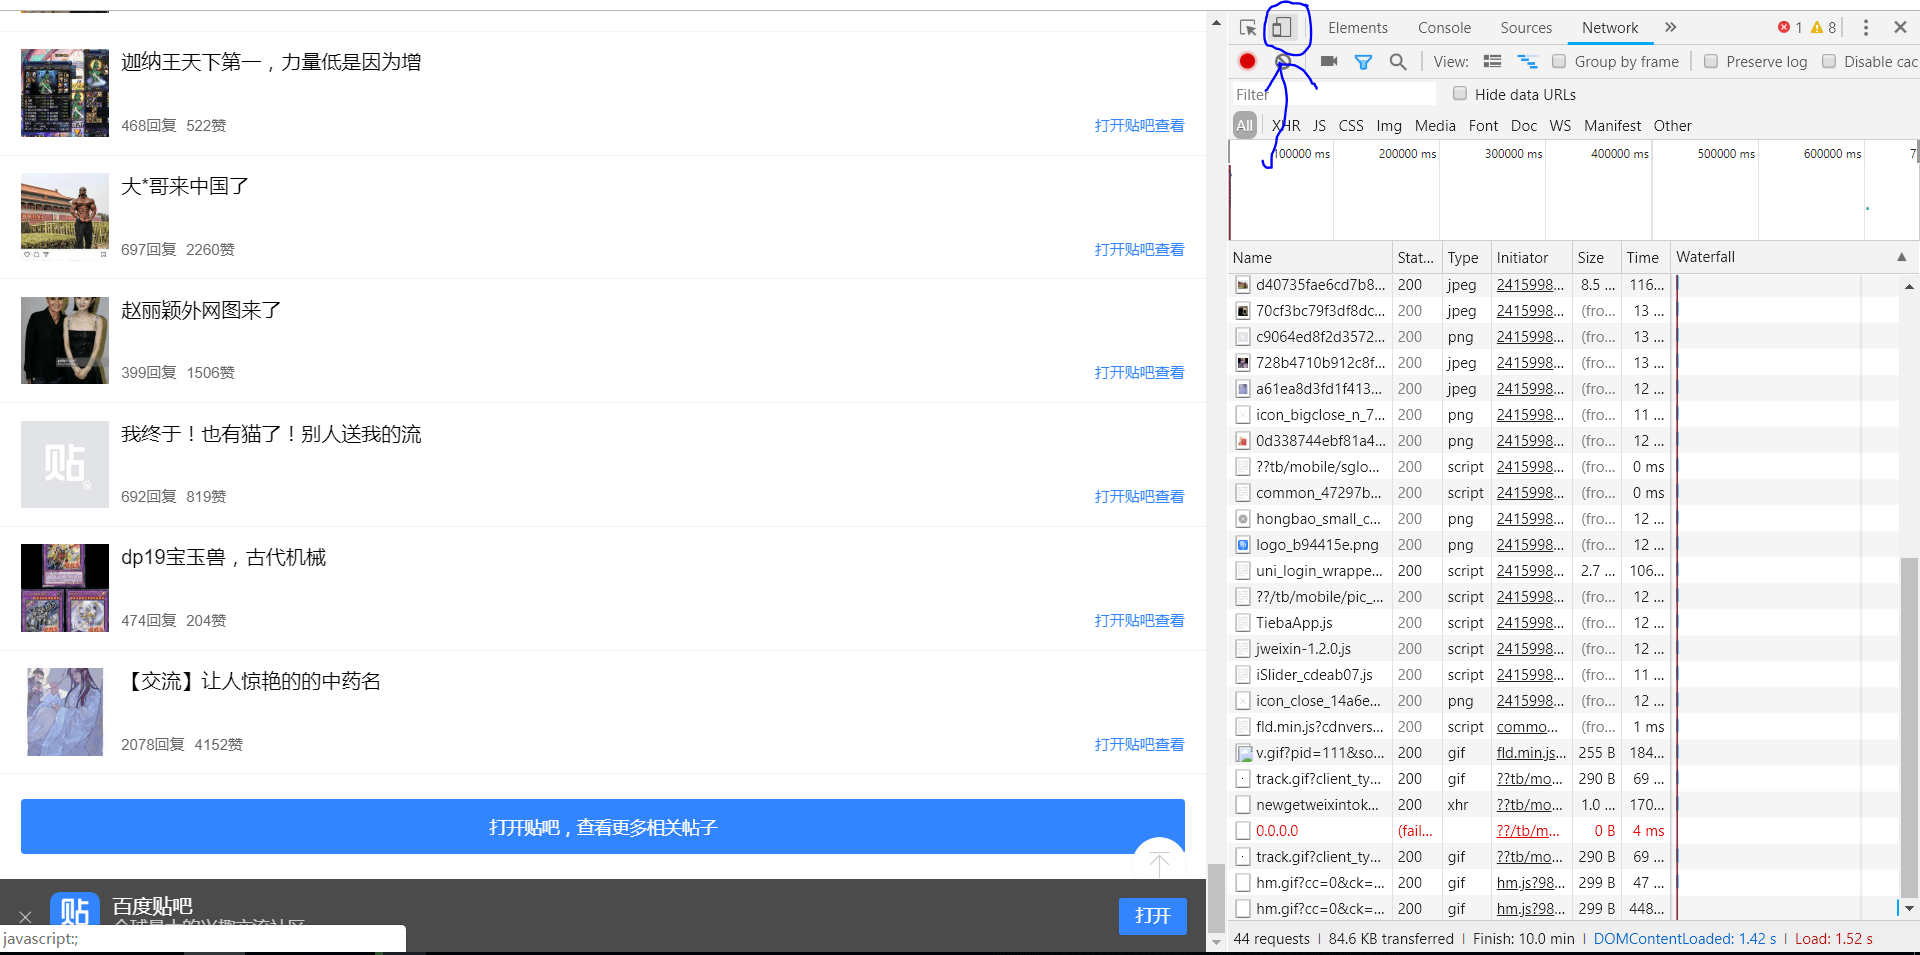 迦纳王天下第一，力量低是因为增
468回复 522赞
打开贴吧查看
大*哥来中国了
697回复 2260赞
打开贴吧查看
赵丽颖外网图来了
399回复 1506赞
打开贴吧查看
贴
我终于！也有猫了！别人送我的流
692回复 819赞
打开贴吧查看
dp19宝玉兽，古代机械
474回复 204赞
打开贴吧查看
【交流】让人惊艳的的中药名
2078回复 4152赞
打开贴吧查看
打开贴吧，查看更多相关帖子
贴
百度贴吧
打开
javascript:;
Elements Console Sources Network » 1 8
View: Group by frame Preserve log Disable cac
Filter Hide data URLs
All XHR JS CSS Img Media Font Doc WS Manifest Other
100000 ms 200000 ms 300000 ms 400000 ms 500000 ms 600000 ms 7
Name Stat... Type Initiator Size Time Waterfall
d40735fae6cd7b8... 200 jpeg 2415998... 8.5 ... 116...
70cf3bc79f3df8dc... 200 jpeg 2415998... (fro... 13 ...
c9064ed8f2d3572... 200 png 2415998... (fro... 13 ...
728b4710b912c8f... 200 jpeg 2415998... (fro... 13 ...
a61ea8d3fd1f413... 200 jpeg 2415998... (fro... 12 ...
icon_bigclose_n_7... 200 png 2415998... (fro... 11 ...
0d338744ebf81a4... 200 png 2415998... (fro... 12 ...
??tb/mobile/sglo... 200 script 2415998... (fro... 0 ms
common_47297b... 200 script 2415998... (fro... 0 ms
hongbao_small_c... 200 png 2415998... (fro... 12 ...
logo_b94415e.png 200 png 2415998... (fro... 12 ...
uni_login_wrappe... 200 script 2415998... 2.7 ... 106...
??/tb/mobile/pic_... 200 script 2415998... (fro... 12 ...
TiebaApp.js 200 script 2415998... (fro... 12 ...
jweixin-1.2.0.js 200 script 2415998... (fro... 12 ...
iSlider_cdeab07.js 200 script 2415998... (fro... 11 ...
icon_close_14a6e... 200 png 2415998... (fro... 12 ...
fld.min.js?cdnvers... 200 script commo... (fro... 1 ms
v.gif?pid=111&so... 200 gif fld.min.js... 255 B 184...
track.gif?client_ty... 200 gif ??tb/mo... 290 B 69 ...
newgetweixintok... 200 xhr ??tb/mo... 1.0 ... 170...
0.0.0.0 (fail... ??/tb/m... 0 B 4 ms
track.gif?client_ty... 200 gif ??tb/mo... 290 B 69 ...
hm.gif?cc=0&ck=... 200 gif hm.js?98... 299 B 47 ...
hm.gif?cc=0&ck=... 200 gif hm.js?98... 299 B 448...
44 requests | 84.6 KB transferred | Finish: 10.0 min | DOMContentLoaded: 1.42 s | Load: 1.52 s